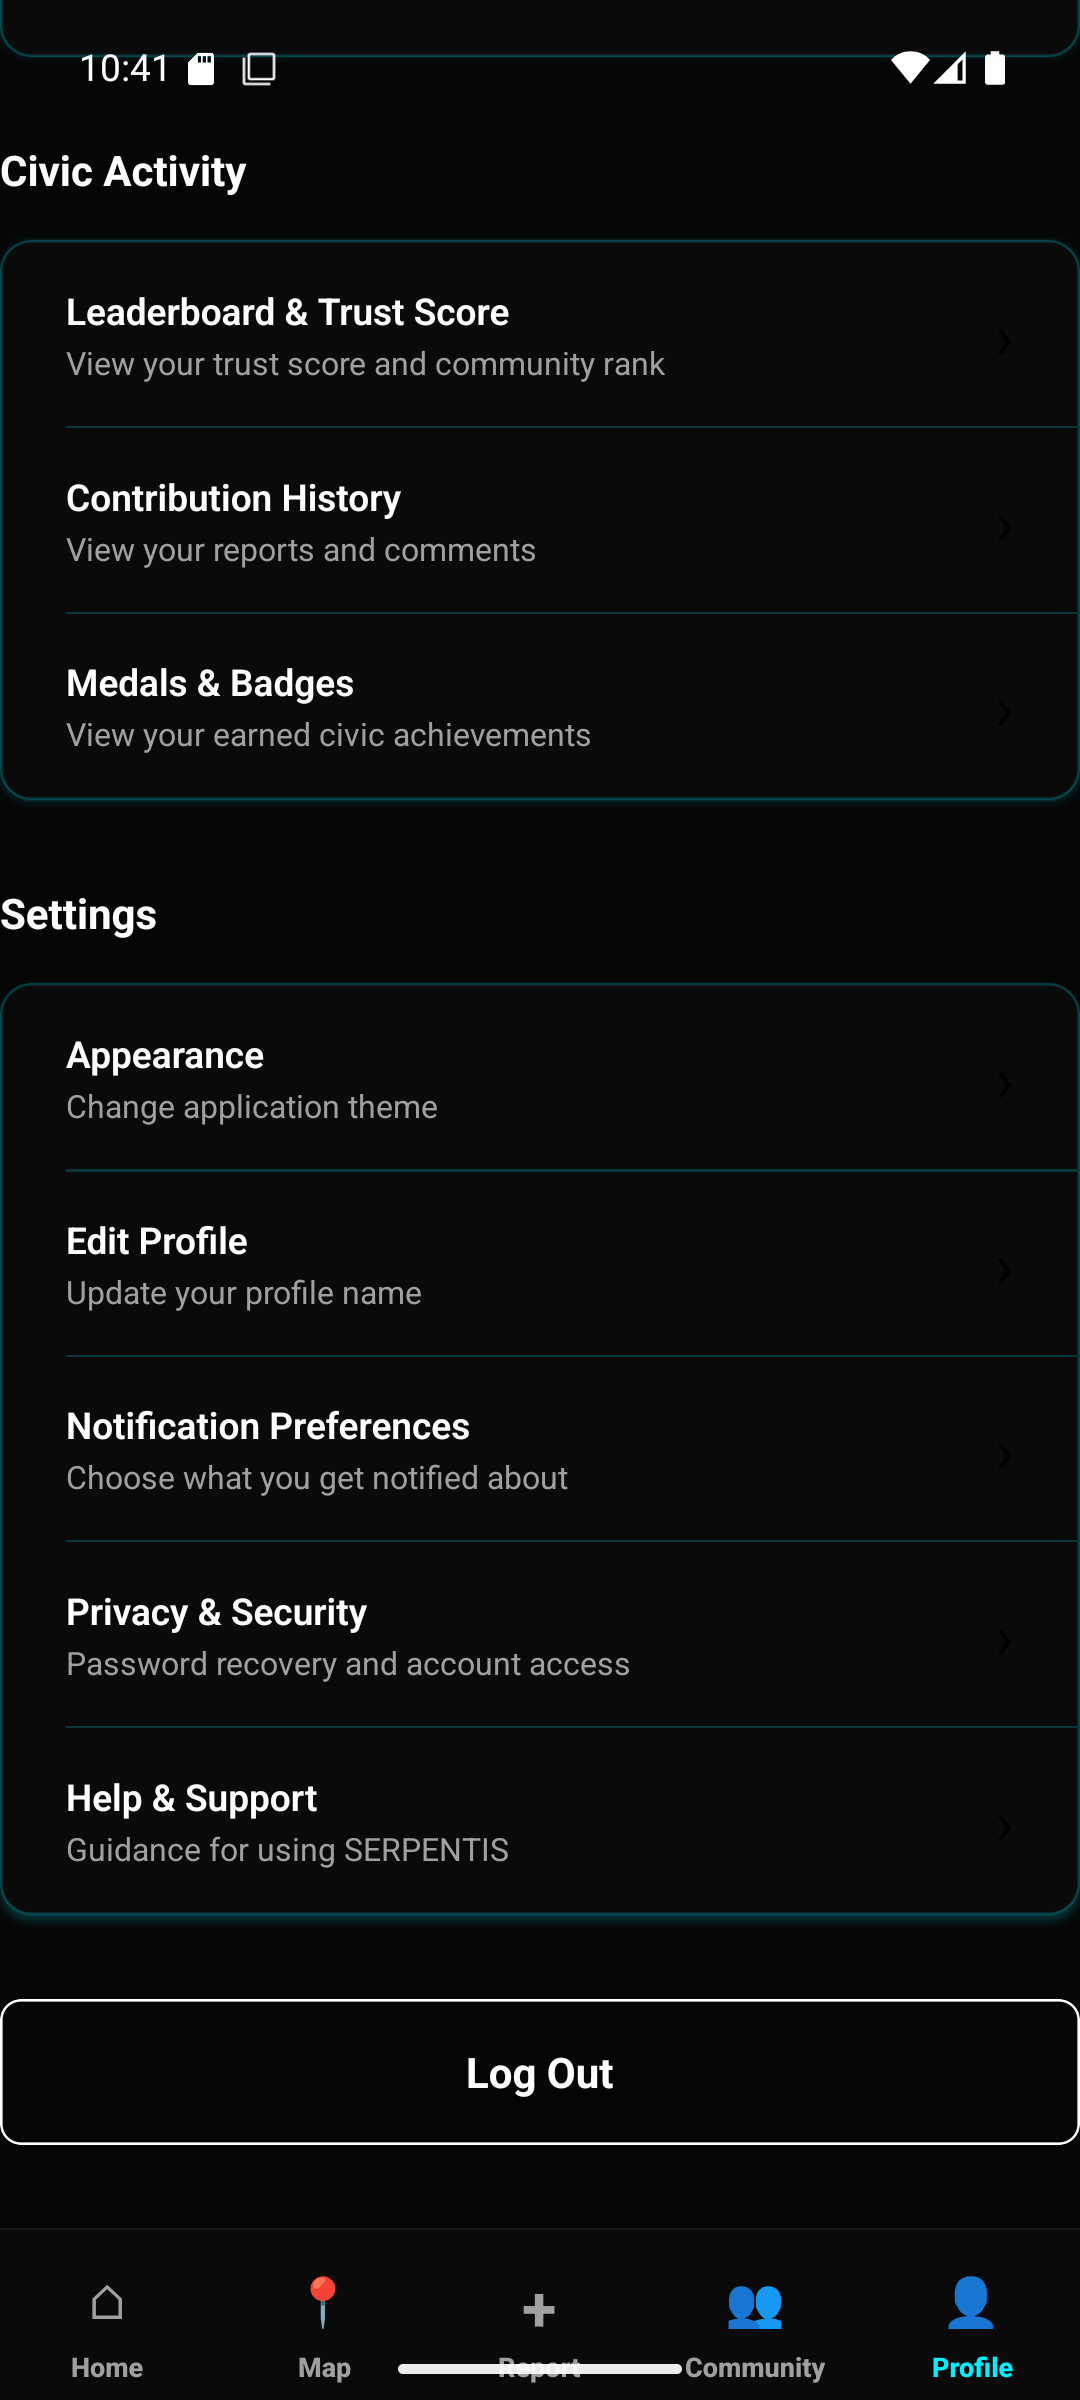 10:41
Civic Activity
Leaderboard & Trust Score
View your trust score and community rank
Contribution History
View your reports and comments
Medals & Badges
View your earned civic achievements
Settings
Appearance
Change application theme
Edit Profile
Update your profile name
Notification Preferences
Choose what you get notified about
Privacy & Security
Password recovery and account access
Help & Support
Guidance for using SERPENTIS
Log Out
Home
Map
Report
Community
Profile